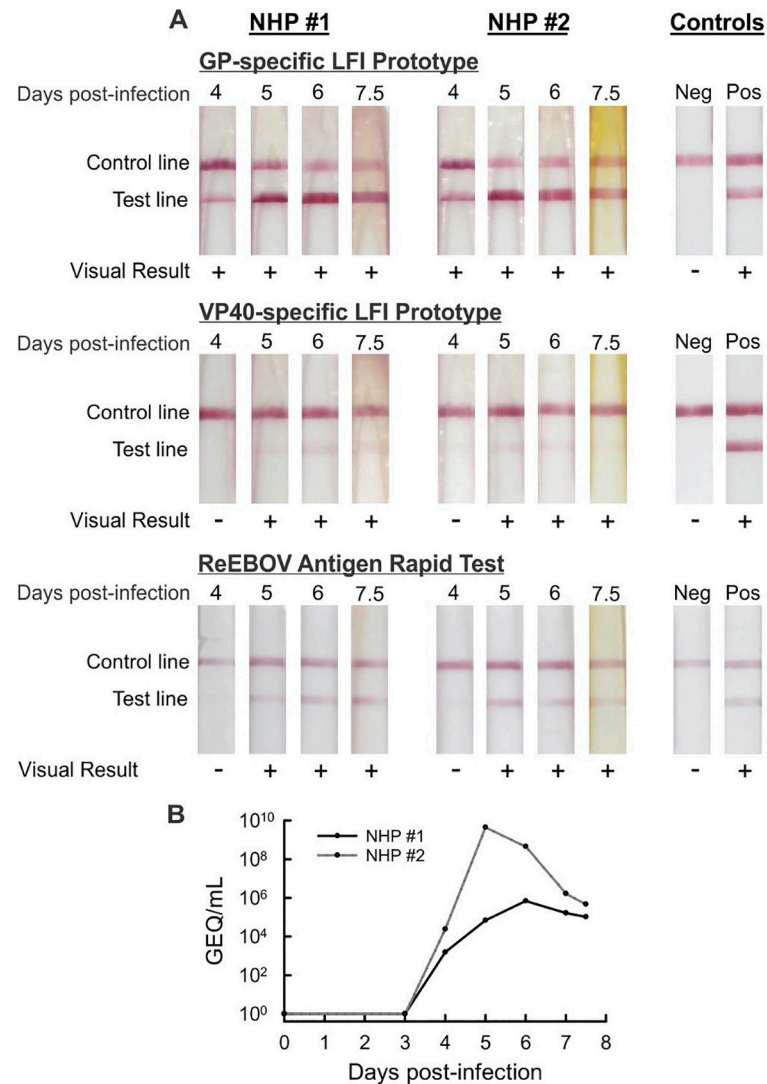 A NHP #1 NHP #2 Controls
GP-specific LFI Prototype
Days post-infection 4 5 6 7.5 4 5 6 7.5 Neg Pos
Control line
Test line
Visual Result + + + + + + + + - +
VP40-specific LFI Prototype
Days post-infection 4 5 6 7.5 4 5 6 7.5 Neg Pos
Control line
Test line
Visual Result - + + + - + + + - +
ReEBOV Antigen Rapid Test
Days post-infection 4 5 6 7.5 4 5 6 7.5 Neg Pos
Control line
Test line
Visual Result - + + + - + + + - +
B
10¹⁰
NHP #1
NHP #2
10⁸
10⁶
10⁴
10²
10⁰
GEQ/mL
0 1 2 3 4 5 6 7 8
Days post-infection